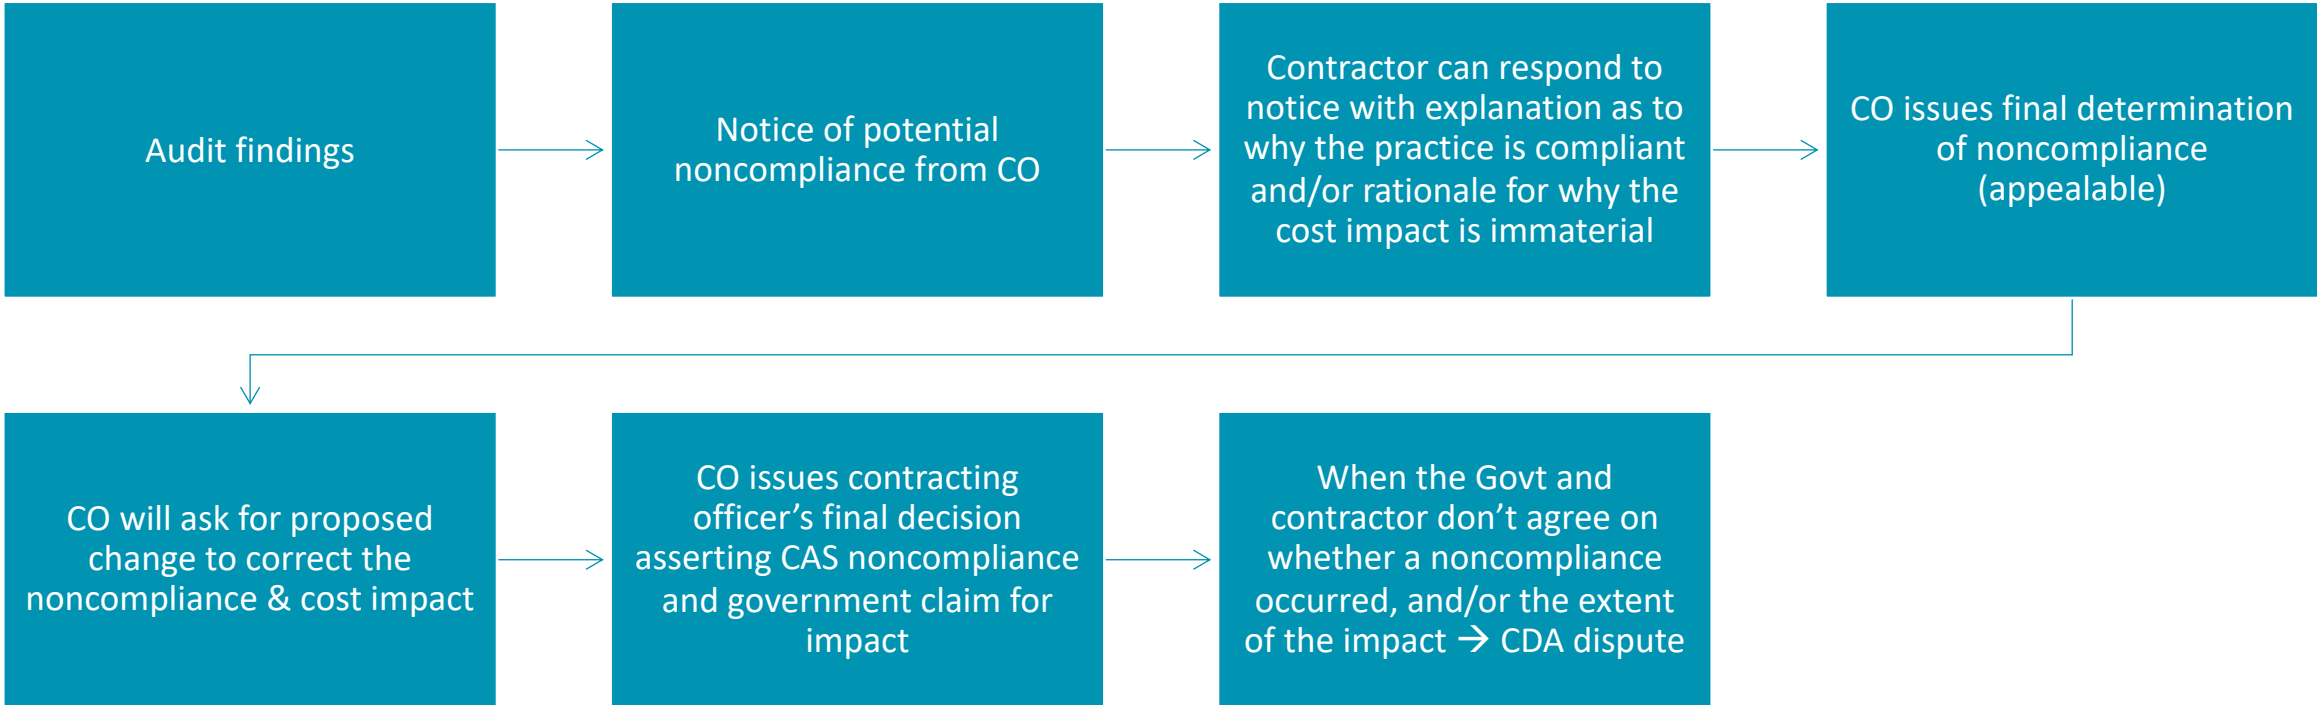 Audit findings
Notice of potential
noncompliance from CO
Contractor can respond to
notice with explanation as to
why the practice is compliant
and/or rationale for why the
cost impact is immaterial
CO issues final determination
of noncompliance
(appealable)
CO will ask for proposed
change to correct the
noncompliance & cost impact
CO issues contracting
officer’s final decision
asserting CAS noncompliance
and government claim for
impact
When the Govt and
contractor don’t agree on
whether a noncompliance
occurred, and/or the extent
of the impact → CDA dispute